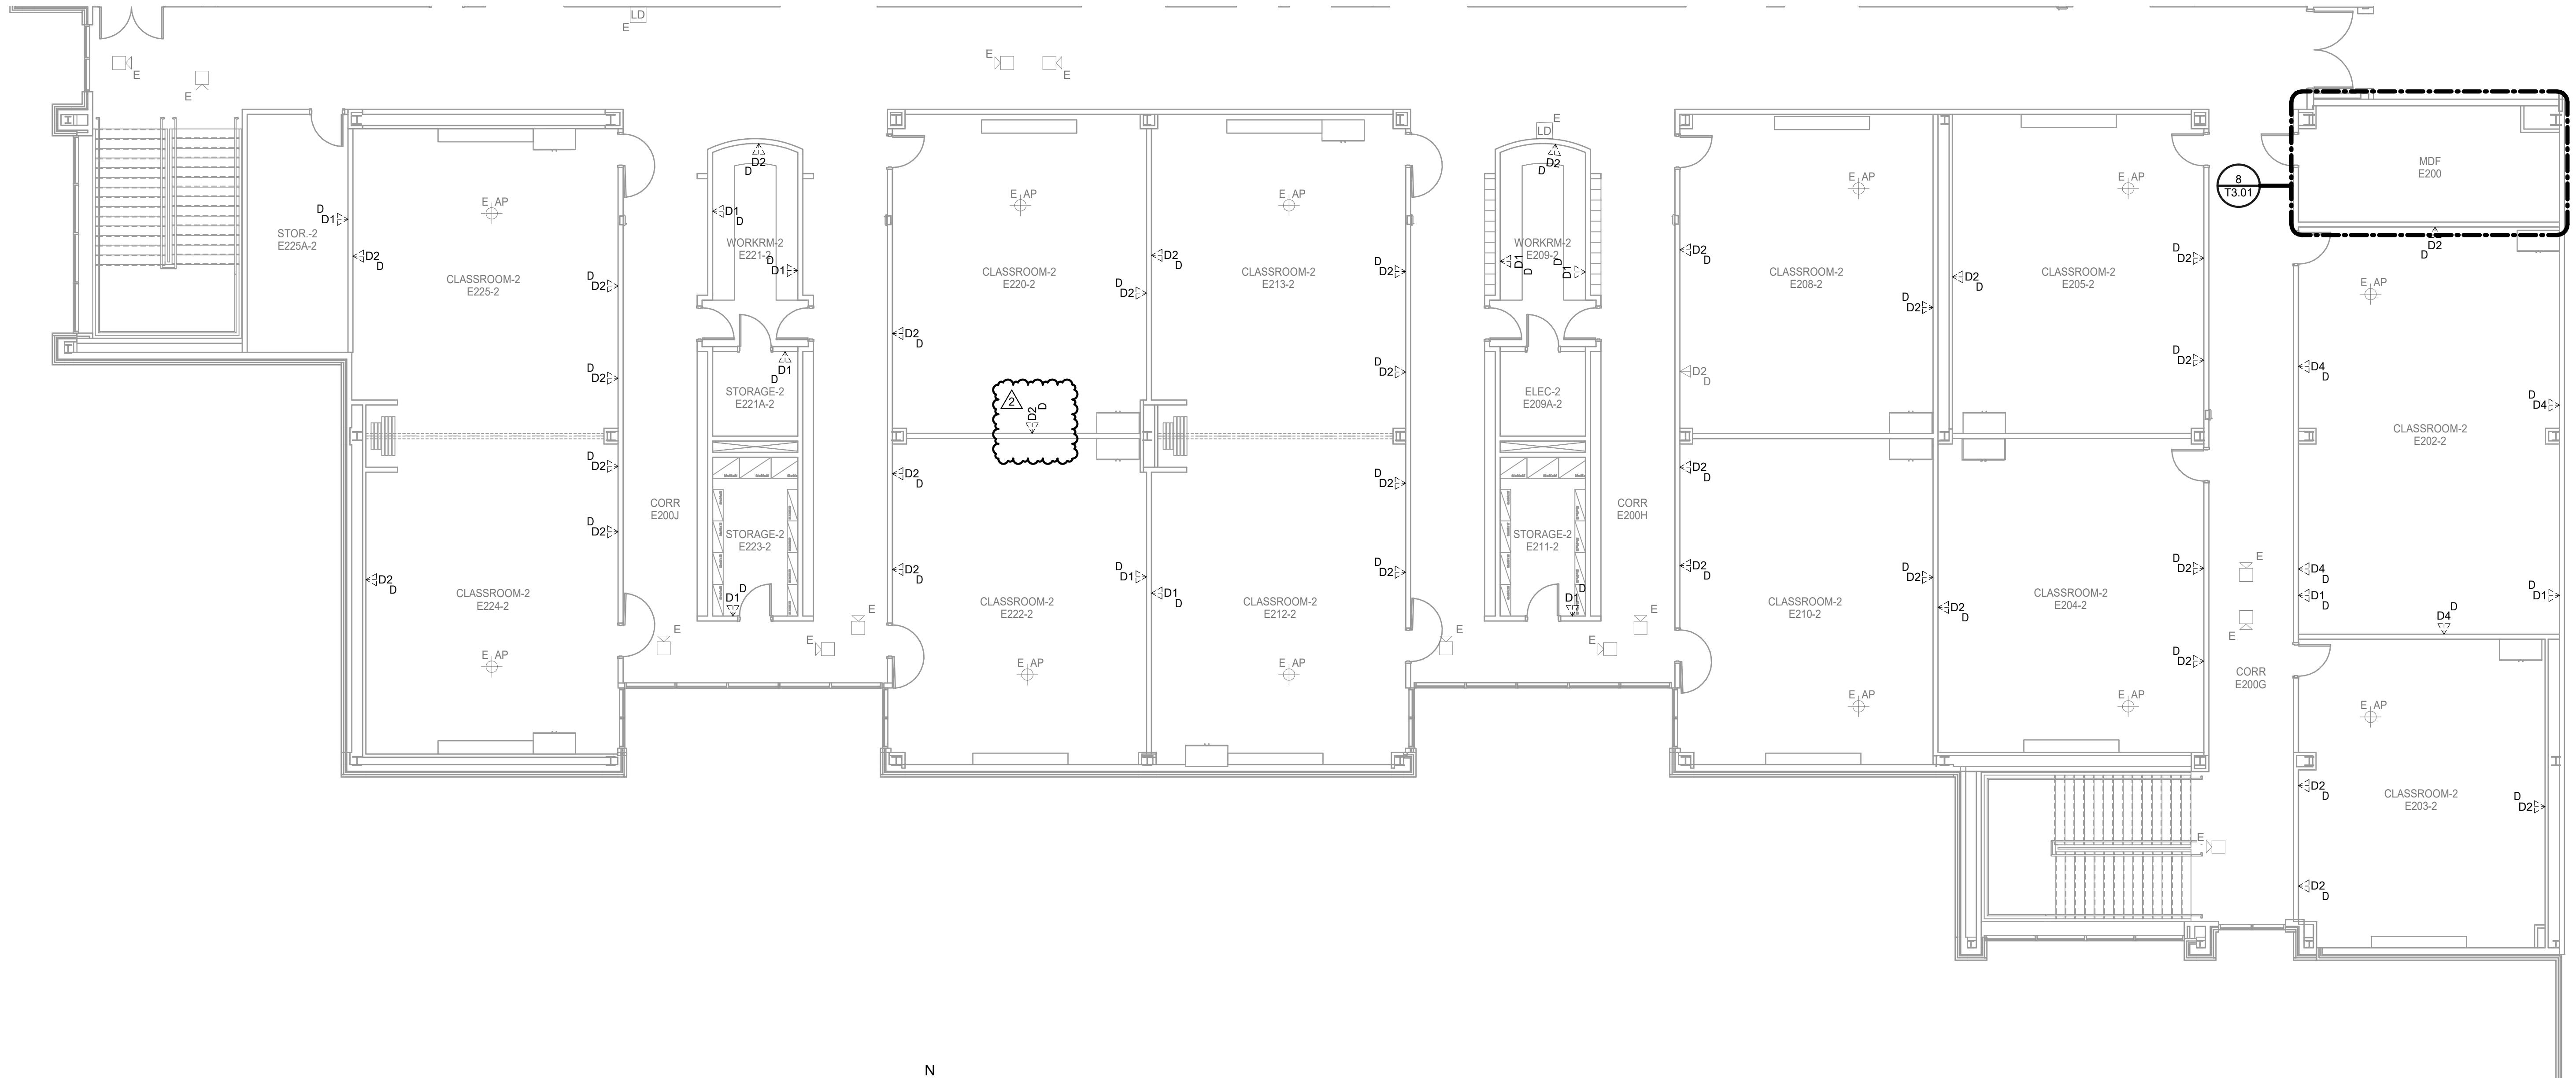 LD
E
E
E
E
E
E
LD
MDF
E200
8
T3.01
D2
D
D2
D
E AP
E AP
E AP
E AP
E AP
E AP
D
D1
STOR.-2
E225A-2
D2
D
CLASSROOM-2
E225-2
D
D2
D
D2
D1
D
WORKRM-2
E221-2
D
D1
D1
D
STORAGE-2
E221A-2
CLASSROOM-2
E220-2
D2
D
D
D2
2
D2
D
D2
D
CLASSROOM-2
E213-2
D
D2
D
D2
D1
D
WORKRM-2
E209-2
D
D1
ELEC-2
E209A-2
D2
D
D2
D
CLASSROOM-2
E208-2
D
D2
D2
D
CLASSROOM-2
E205-2
D
D2
D
D2
D2
D
D4
D
D
D4
CLASSROOM-2
E202-2
D4
D
D1
D
D
D1
D4
D
D
D2
D
D2
D2
D
CLASSROOM-2
E224-2
E AP
CORR
E200J
STORAGE-2
E223-2
D1
D
E
E
E
D2
D
D2
D
CLASSROOM-2
E222-2
D
D1
E AP
D1
D
CLASSROOM-2
E212-2
D
D2
D
D2
E AP
STORAGE-2
E211-2
D1
D
CORR
E200H
E
E
E
D2
D
D2
D
CLASSROOM-2
E210-2
D
D2
E AP
D2
D
CLASSROOM-2
E204-2
D
D2
D
D2
E AP
E
E
CORR
E200G
E AP
CLASSROOM-2
E203-2
D2
D
D
D2
D2
D
E
N